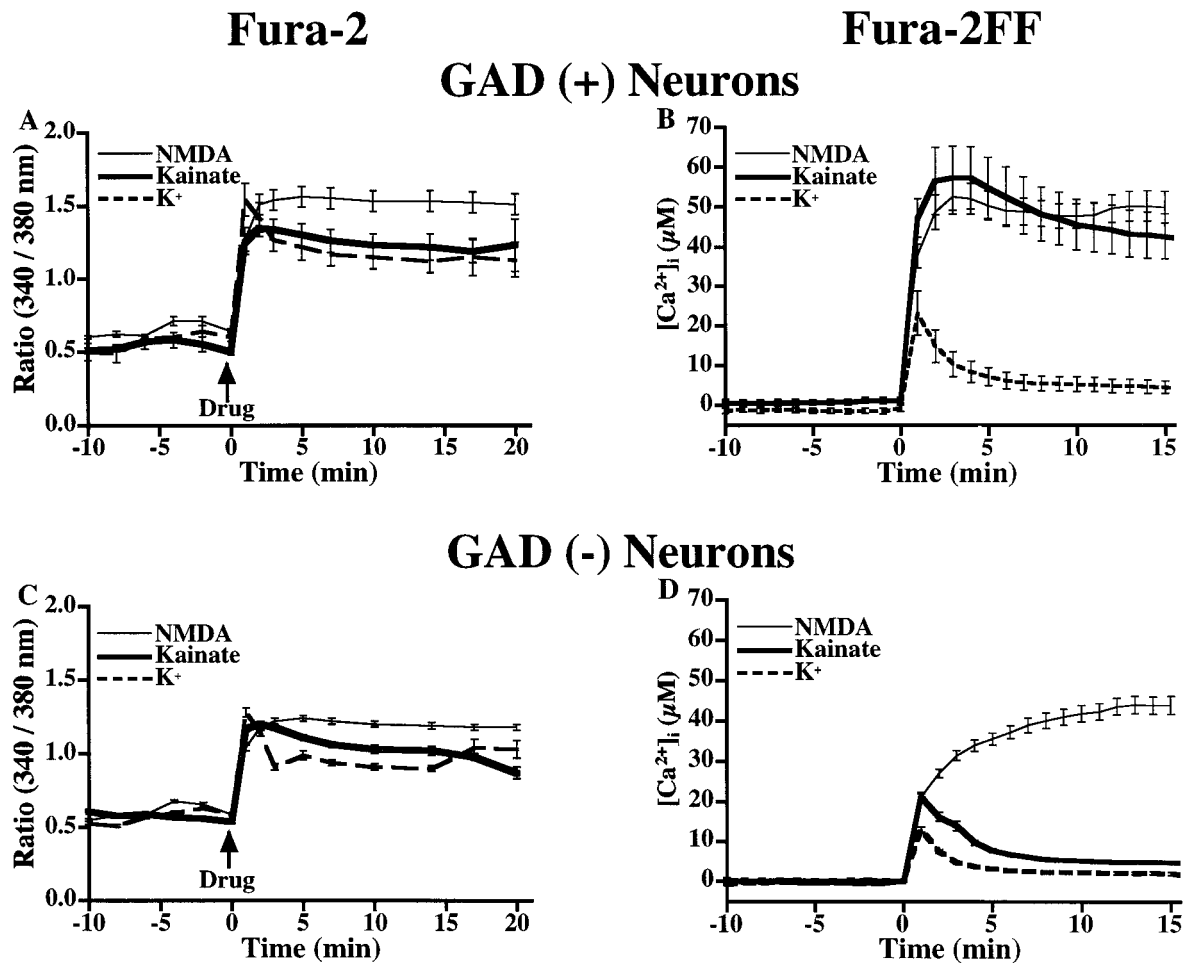 Fura-2
Fura-2FF
GAD (+) Neurons
A
2.0
1.5
1.0
0.5
0.0
Ratio (340 / 380 nm)
NMDA
Kainate
K⁺
Drug
-10
-5
0
5
10
15
20
Time (min)
B
70
60
50
40
30
20
10
0
[Ca²⁺]ᵢ (µM)
NMDA
Kainate
K⁺
-10
-5
0
5
10
15
Time (min)
GAD (-) Neurons
C
2.0
1.5
1.0
0.5
0.0
Ratio (340 / 380 nm)
NMDA
Kainate
K⁺
Drug
-10
-5
0
5
10
15
20
Time (min)
D
70
60
50
40
30
20
10
0
[Ca²⁺]ᵢ (µM)
NMDA
Kainate
K⁺
-10
-5
0
5
10
15
Time (min)